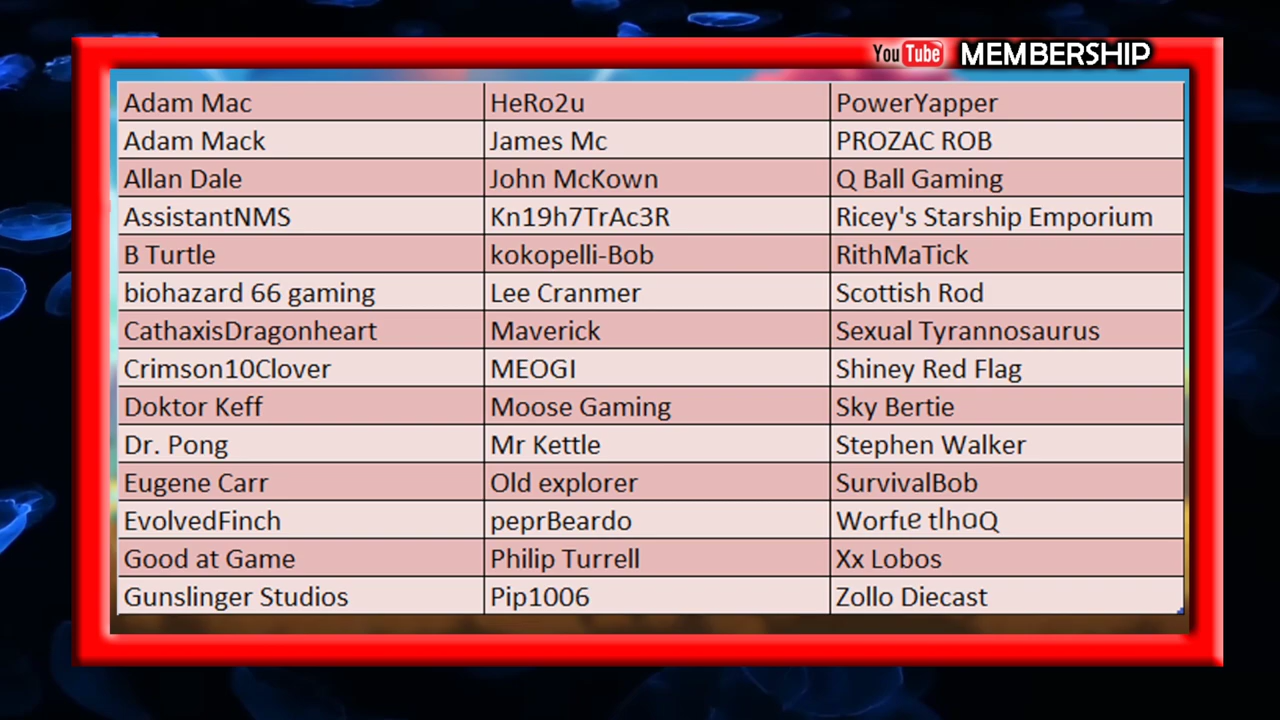 YouTube MEMBERSHIP
Adam Mac HeRo2u PowerYapper
Adam Mack James Mc PROZAC ROB
Allan Dale John McKown Q Ball Gaming
AssistantNMS Kn19h7TrAc3R Ricey's Starship Emporium
B Turtle kokopelli-Bob RithMaTick
biohazard 66 gaming Lee Cranmer Scottish Rod
CathaxisDragonheart Maverick Sexual Tyrannosaurus
Crimson10Clover MEOGI Shiney Red Flag
Doktor Keff Moose Gaming Sky Bertie
Dr. Pong Mr Kettle Stephen Walker
Eugene Carr Old explorer SurvivalBob
EvolvedFinch peprBeardo Worfιҽ tlhɑQ
Good at Game Philip Turrell Xx Lobos
Gunslinger Studios Pip1006 Zollo Diecast